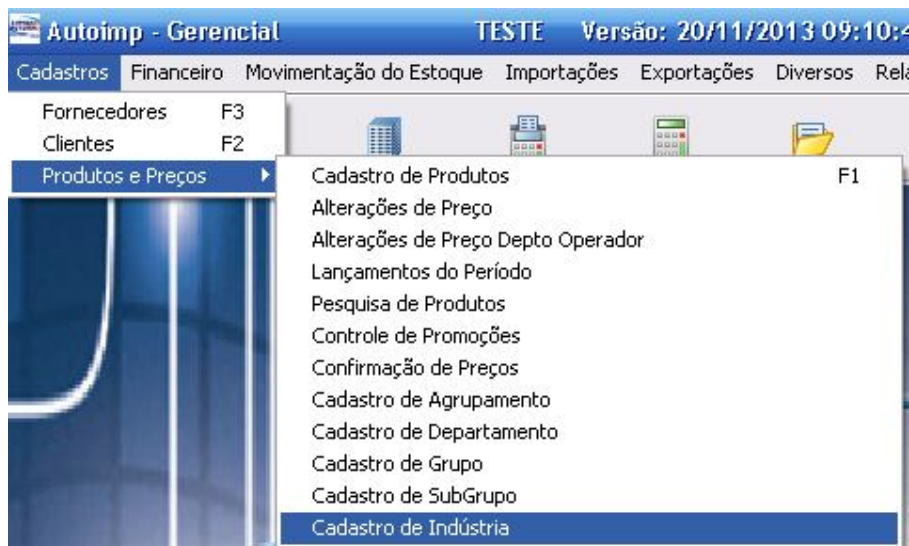 Autoimp - Gerencial TESTE Versão: 20/11/2013 09:10:4
Cadastros Financeiro Movimentação do Estoque Importações Exportações Diversos Rela
Fornecedores F3
Clientes F2
Produtos e Preços
Cadastro de Produtos F1
Alterações de Preço
Alterações de Preço Depto Operador
Lançamentos do Período
Pesquisa de Produtos
Controle de Promoções
Confirmação de Preços
Cadastro de Agrupamento
Cadastro de Departamento
Cadastro de Grupo
Cadastro de SubGrupo
Cadastro de Indústria